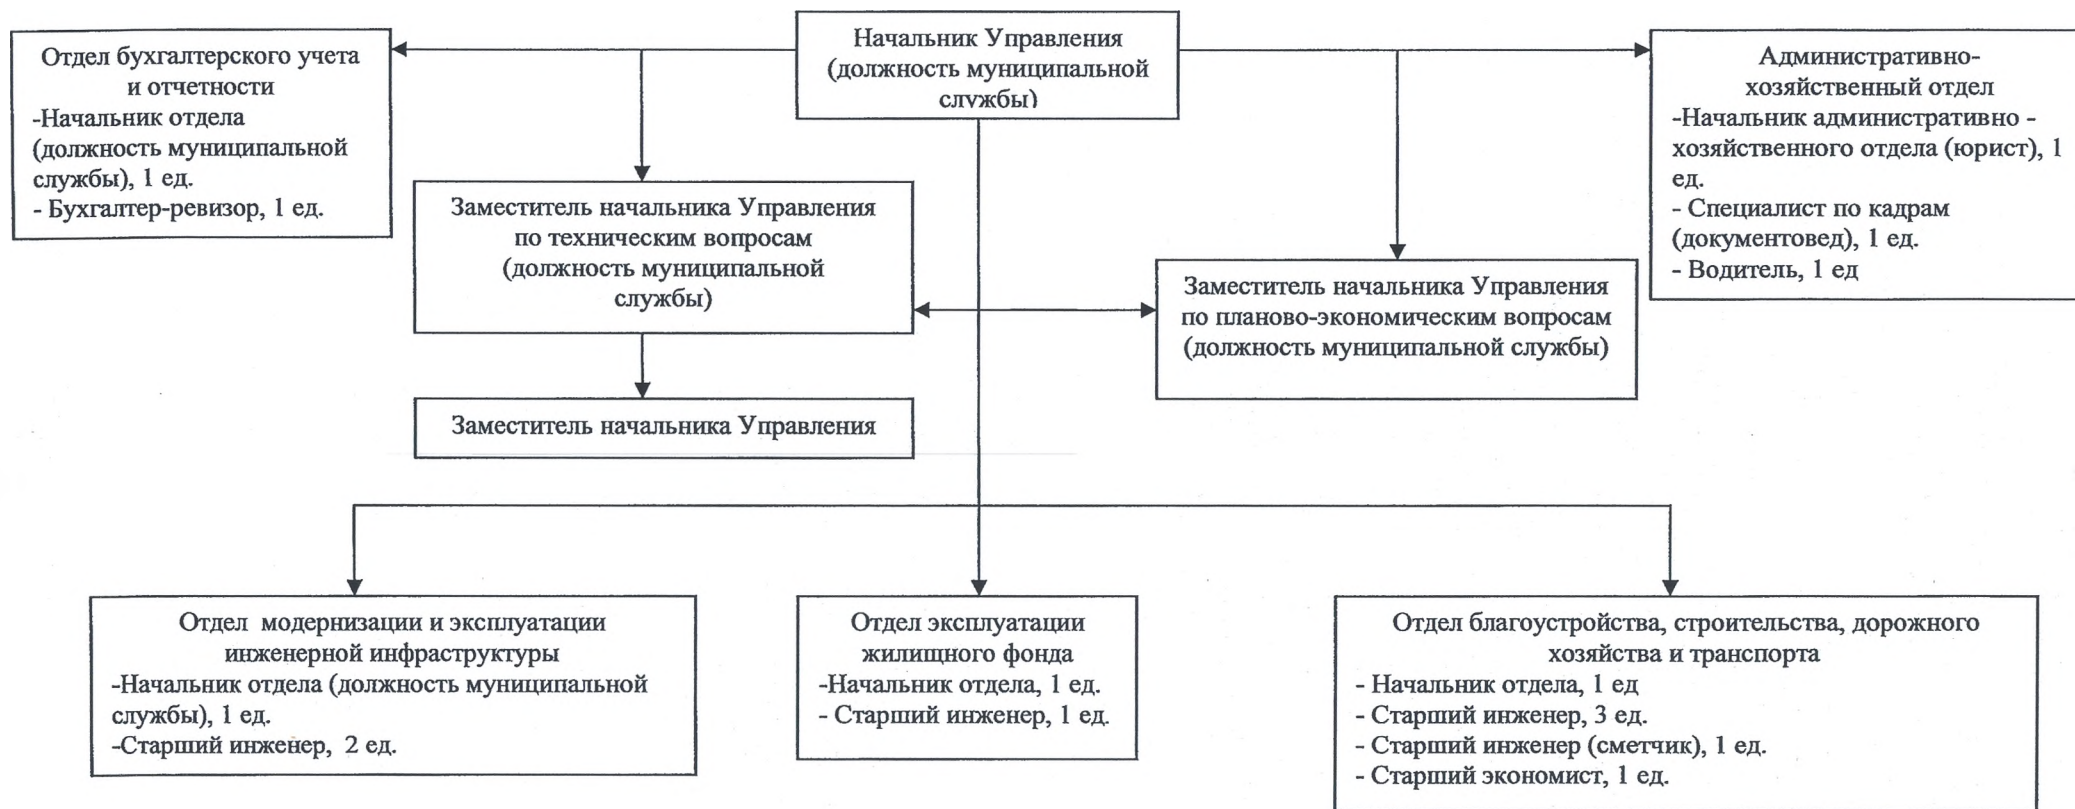 Начальник Управления
(должность муниципальной
службы)
Отдел бухгалтерского учета
и отчетности
-Начальник отдела
(должность муниципальной
службы), 1 ед.
- Бухгалтер-ревизор, 1 ед.
Административно-
хозяйственный отдел
-Начальник административно -
хозяйственного отдела (юрист), 1
ед.
- Специалист по кадрам
(документовед), 1 ед.
- Водитель, 1 ед
Заместитель начальника Управления
по техническим вопросам
(должность муниципальной
службы)
Заместитель начальника Управления
по планово-экономическим вопросам
(должность муниципальной службы)
Заместитель начальника Управления
Отдел модернизации и эксплуатации
инженерной инфраструктуры
-Начальник отдела (должность муниципальной
службы), 1 ед.
-Старший инженер, 2 ед.
Отдел эксплуатации
жилищного фонда
-Начальник отдела, 1 ед.
- Старший инженер, 1 ед.
Отдел благоустройства, строительства, дорожного
хозяйства и транспорта
- Начальник отдела, 1 ед
- Старший инженер, 3 ед.
- Старший инженер (сметчик), 1 ед.
- Старший экономист, 1 ед.